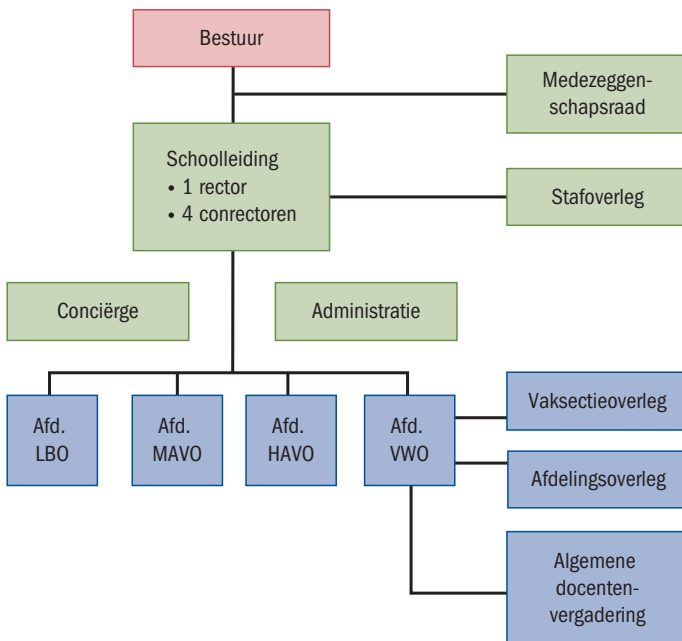 Bestuur
Medezeggen-
schapsraad
Schoolleiding
• 1 rector
• 4 conrectoren
Stafoverleg
Conciërge
Administratie
Afd.
LBO
Afd.
MAVO
Afd.
HAVO
Afd.
VWO
Vaksectieoverleg
Afdelingsoverleg
Algemene
docenten-
vergadering